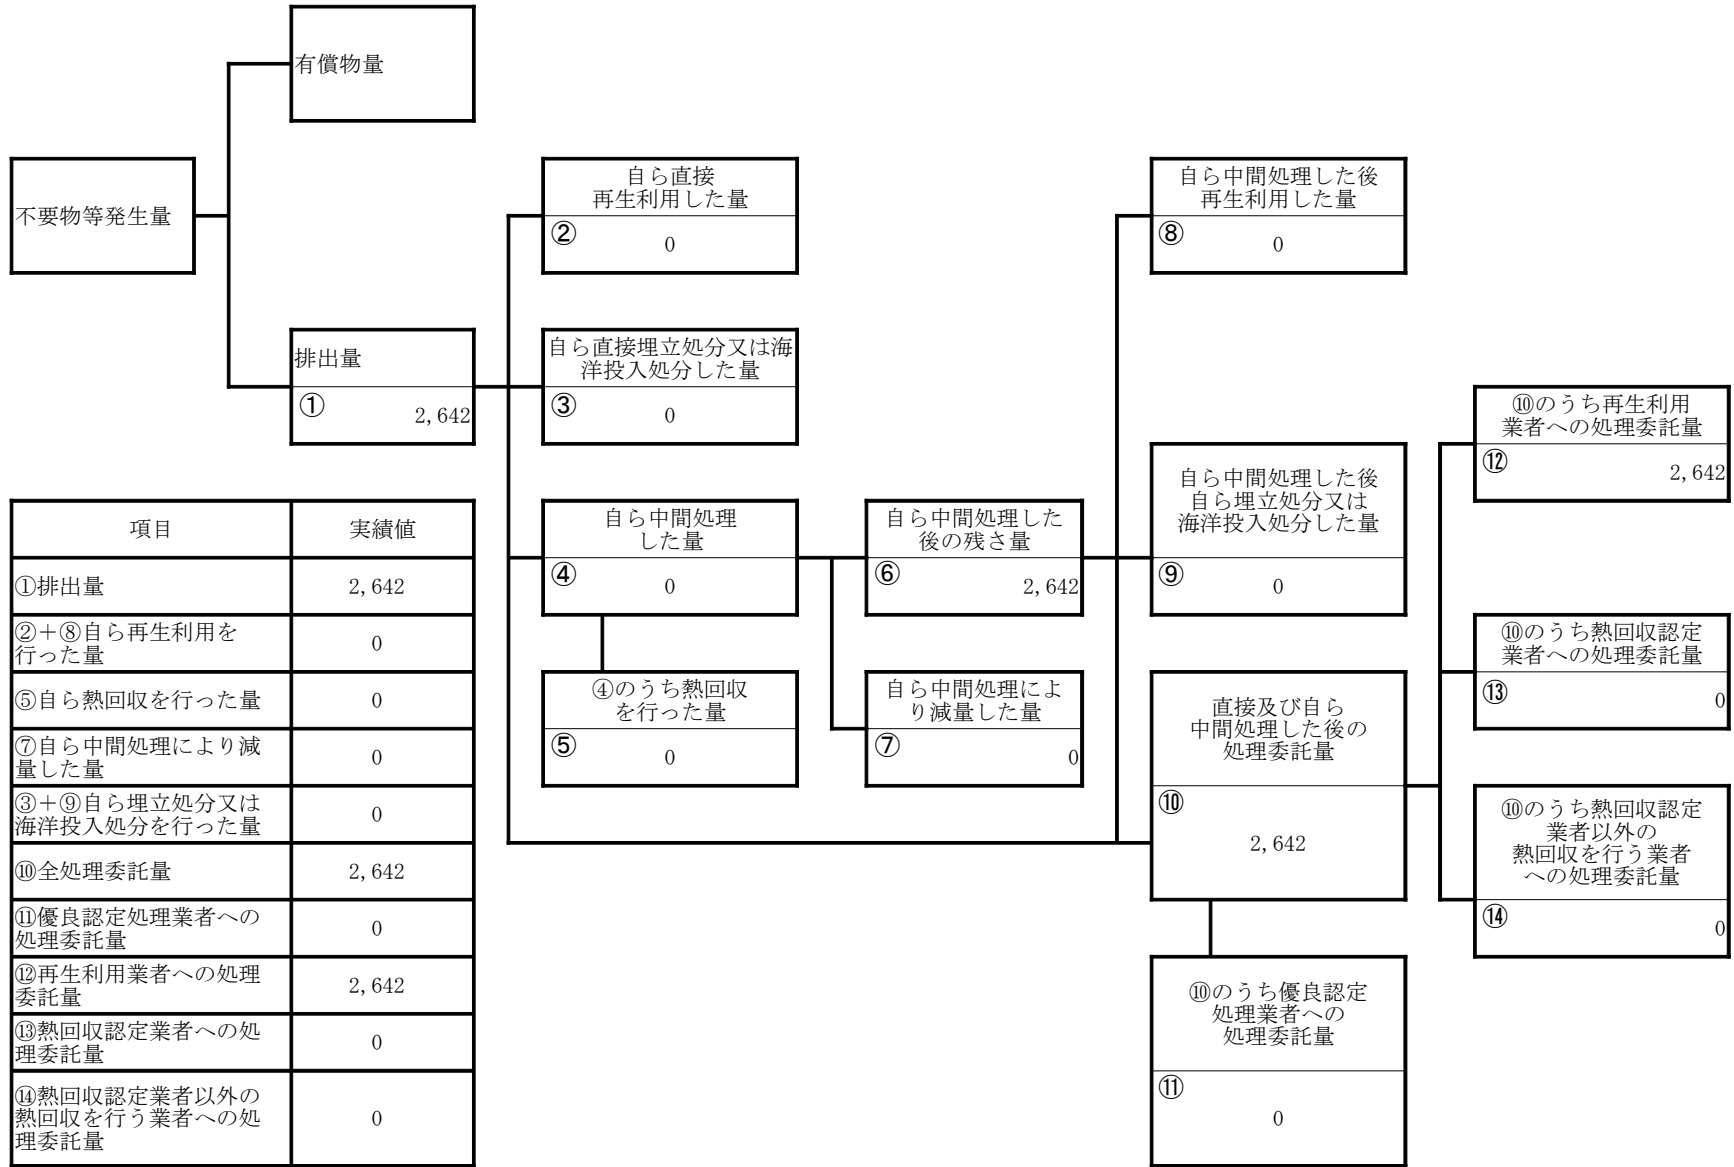 有償物量
不要物等発生量
自ら直接
再生利用した量
②
0
自ら中間処理した後
再生利用した量
⑧
0
排出量
①
2,642
自ら直接埋立処分又は海
洋投入処分した量
③
0
⑩のうち再生利用
業者への処理委託量
⑫
2,642
自ら中間処理
した量
④
0
自ら中間処理した
後の残さ量
⑥
2,642
自ら中間処理した後
自ら埋立処分又は
海洋投入処分した量
⑨
0
⑩のうち熱回収認定
業者への処理委託量
⑬
0
④のうち熱回収
を行った量
⑤
0
自ら中間処理によ
り減量した量
⑦
0
直接及び自ら
中間処理した後の
処理委託量
⑩
2,642
⑩のうち熱回収認定
業者以外の
熱回収を行う業者
への処理委託量
⑭
0
⑩のうち優良認定
処理業者への
処理委託量
⑪
0
項目 実績値
①排出量 2,642
②+⑧自ら再生利用を
行った量 0
⑤自ら熱回収を行った量 0
⑦自ら中間処理により減
量した量 0
③+⑨自ら埋立処分又は
海洋投入処分を行った量 0
⑩全処理委託量 2,642
⑪優良認定処理業者への
処理委託量 0
⑫再生利用業者への処理
委託量 2,642
⑬熱回収認定業者への処
理委託量 0
⑭熱回収認定業者以外の
熱回収を行う業者への処
理委託量 0